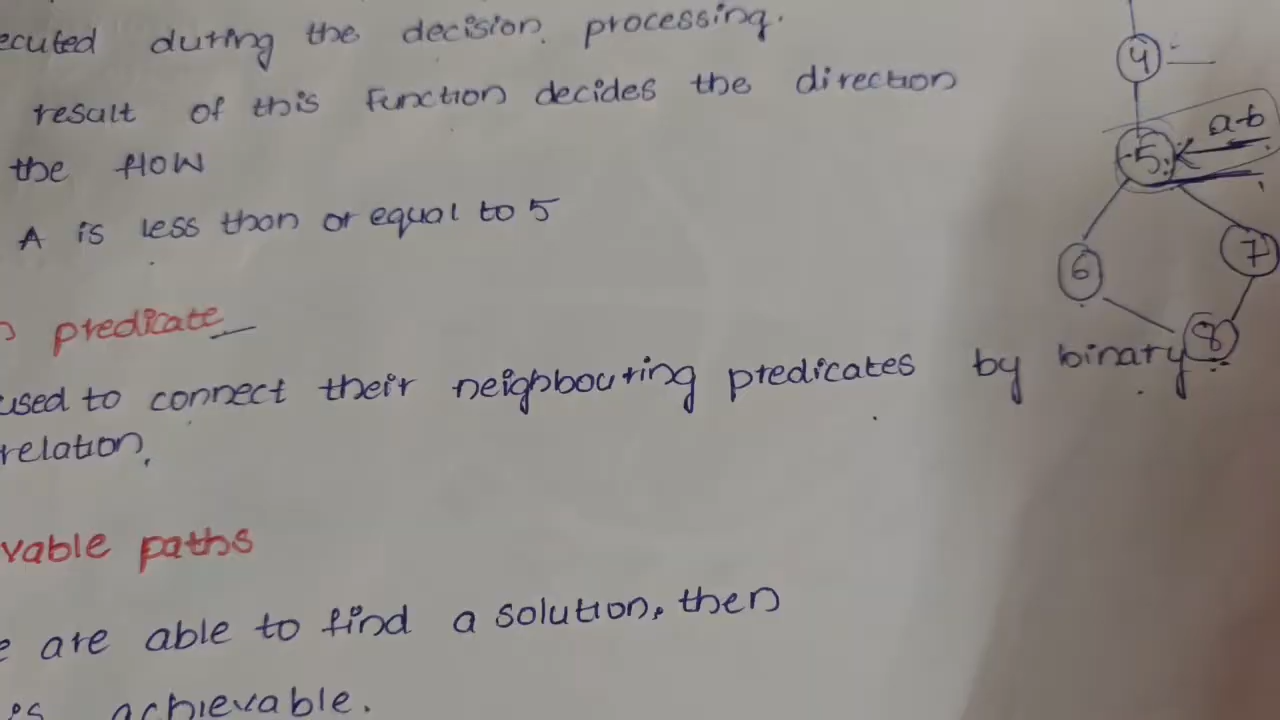 ecuted during the decision processing.
result of this function decides the direction
the flow
A is less than or equal to 5
predicate
used to connect their neighbouring predicates by binary
relation.
vable paths
e are able to find a solution, then
es achievable.
4
5
a-b
6
7
8